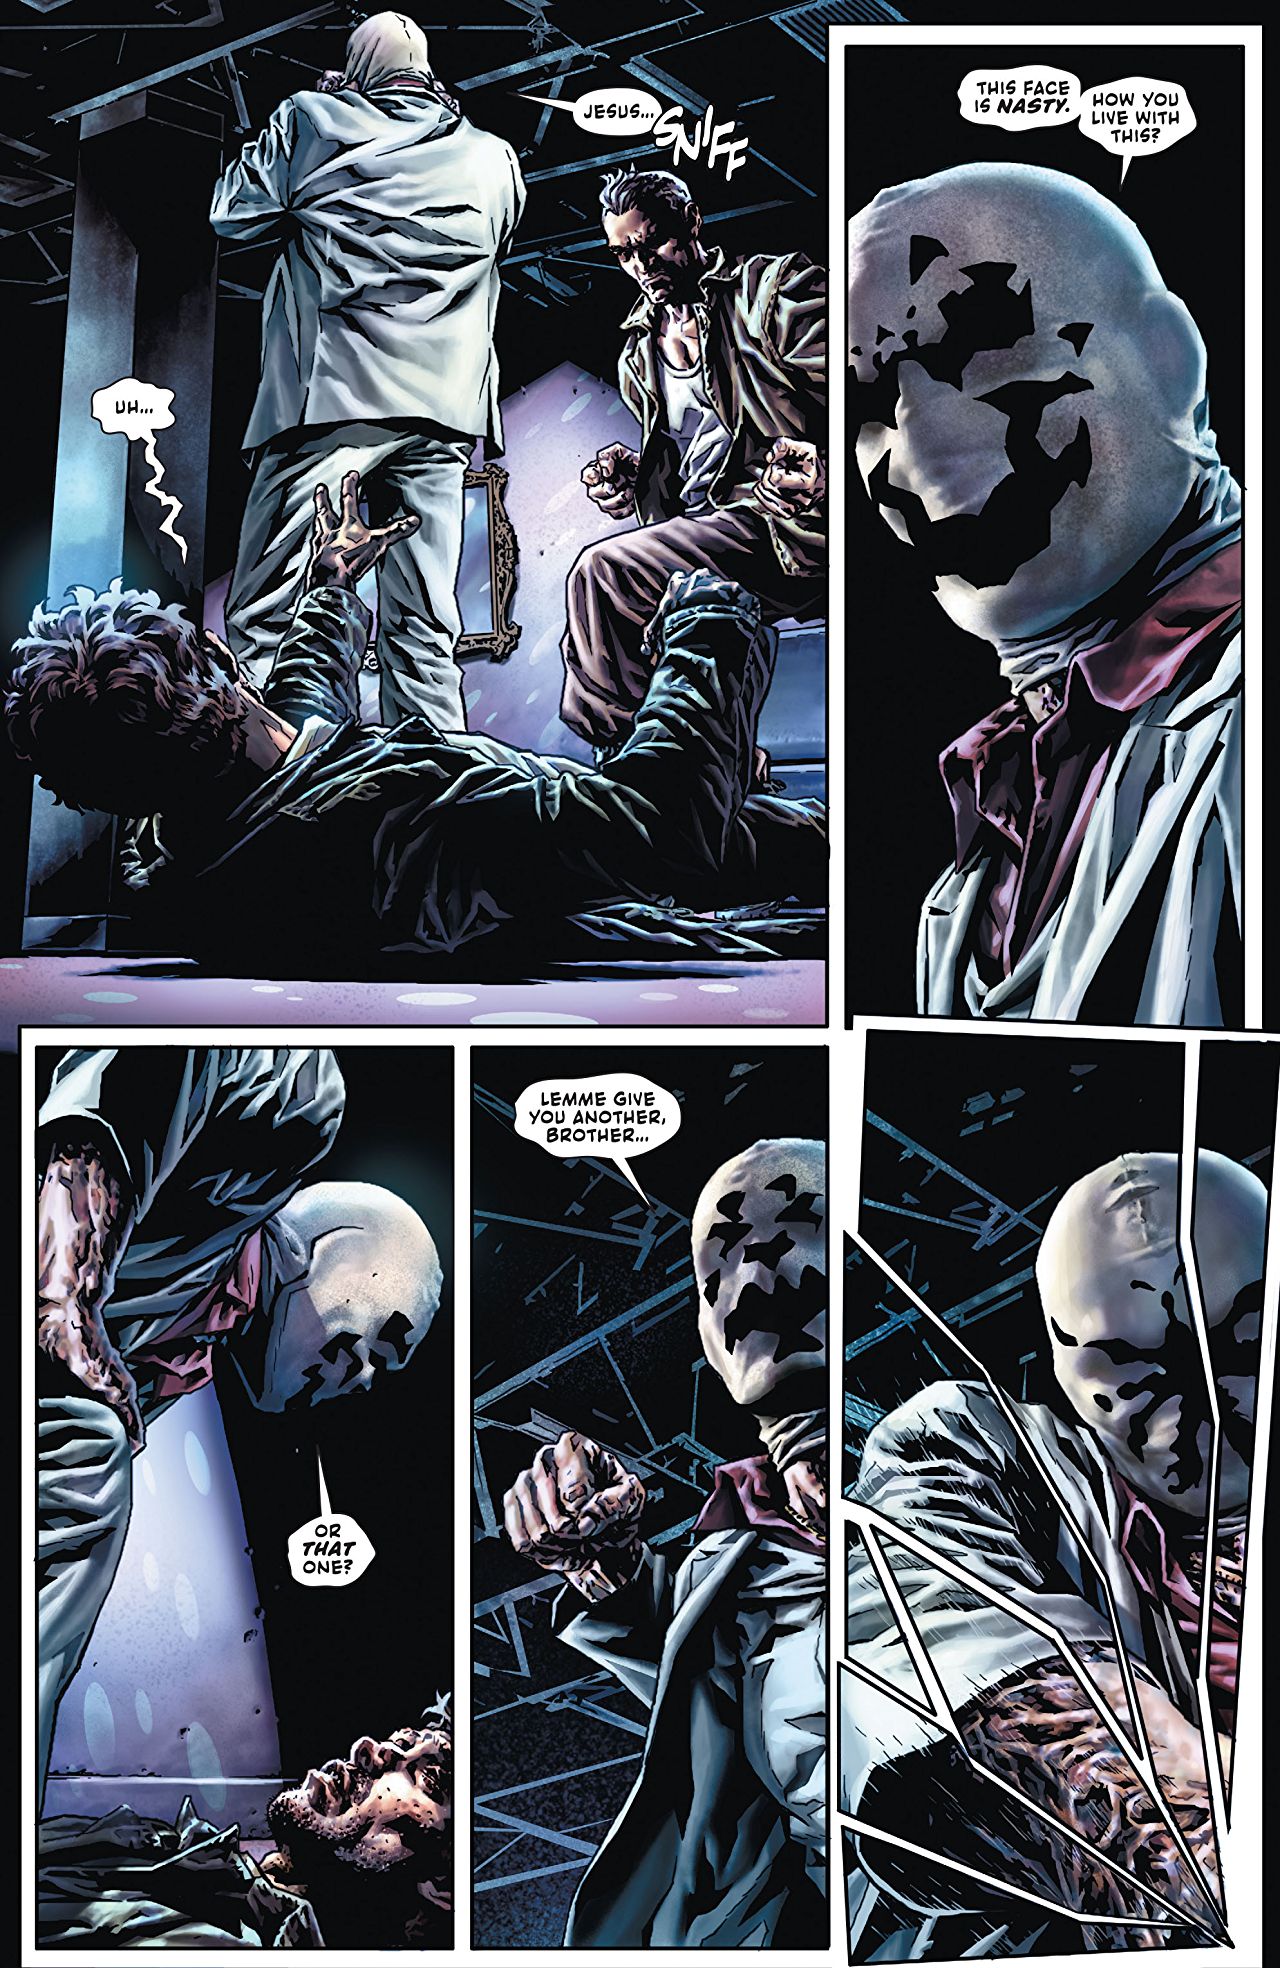 JESUS...
SNIFF
UH...
THIS FACE
IS NASTY.
HOW YOU
LIVE WITH
THIS?
OR
THAT
ONE?
LEMME GIVE
YOU ANOTHER,
BROTHER...